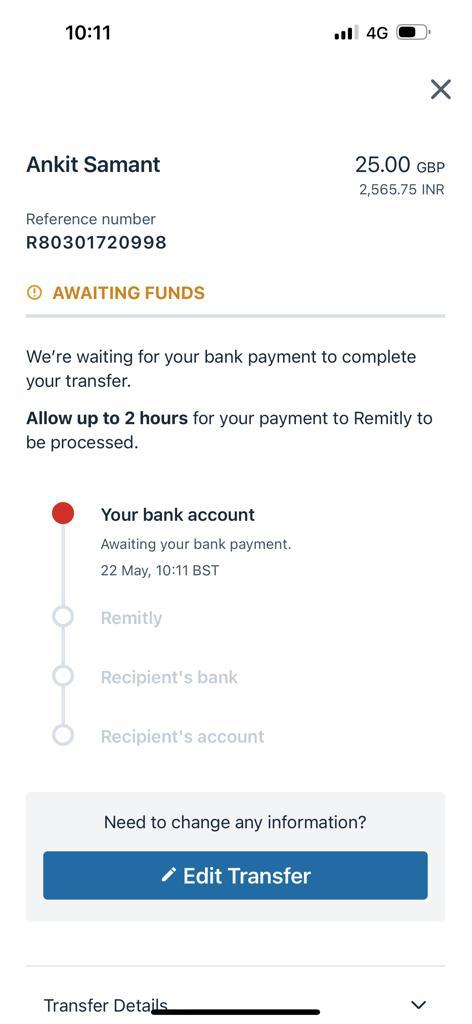 10:11
4G
Ankit Samant
25.00 GBP
2,565.75 INR
Reference number
R80301720998
AWAITING FUNDS
We’re waiting for your bank payment to complete
your transfer.
Allow up to 2 hours for your payment to Remitly to
be processed.
Your bank account
Awaiting your bank payment.
22 May, 10:11 BST
Remitly
Recipient's bank
Recipient's account
Need to change any information?
Edit Transfer
Transfer Details